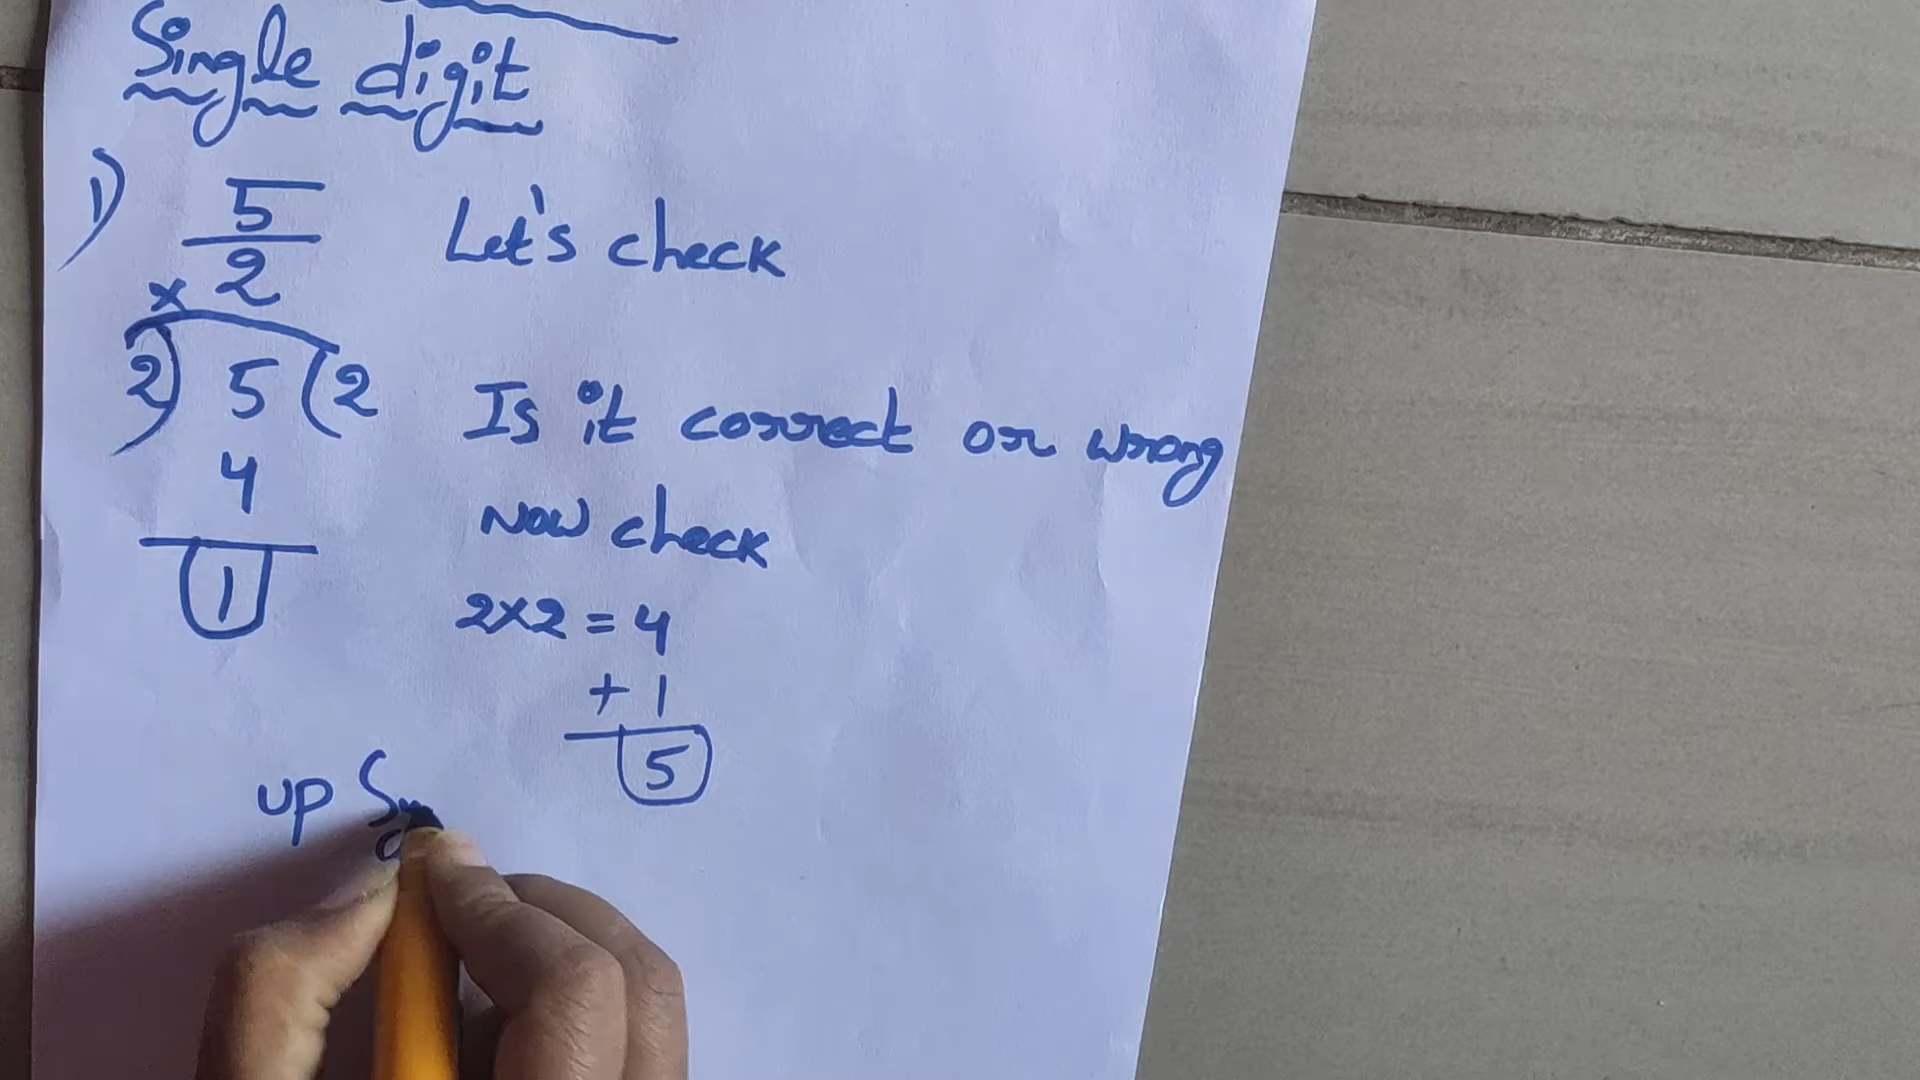 Single digit
1) 5
2 Let's check
×
2) 5 (2
4
1
Is it correct or wrong
Now check
2×2 = 4
+ 1
5
up